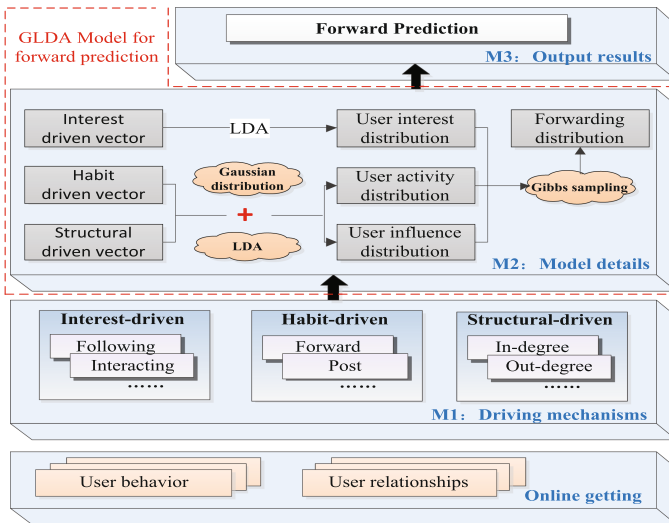 GLDA Model for
forward prediction
Forward Prediction
M3： Output results
Interest
driven vector
LDA
User interest
distribution
Forwarding
distribution
Habit
driven vector
Gaussian
distribution
User activity
distribution
Gibbs sampling
+
Structural
driven vector
LDA
User influence
distribution
M2： Model details
Interest-driven
Following
Interacting
……
Habit-driven
Forward
Post
……
Structural-driven
In-degree
Out-degree
……
M1： Driving mechanisms
User behavior
User relationships
Online getting